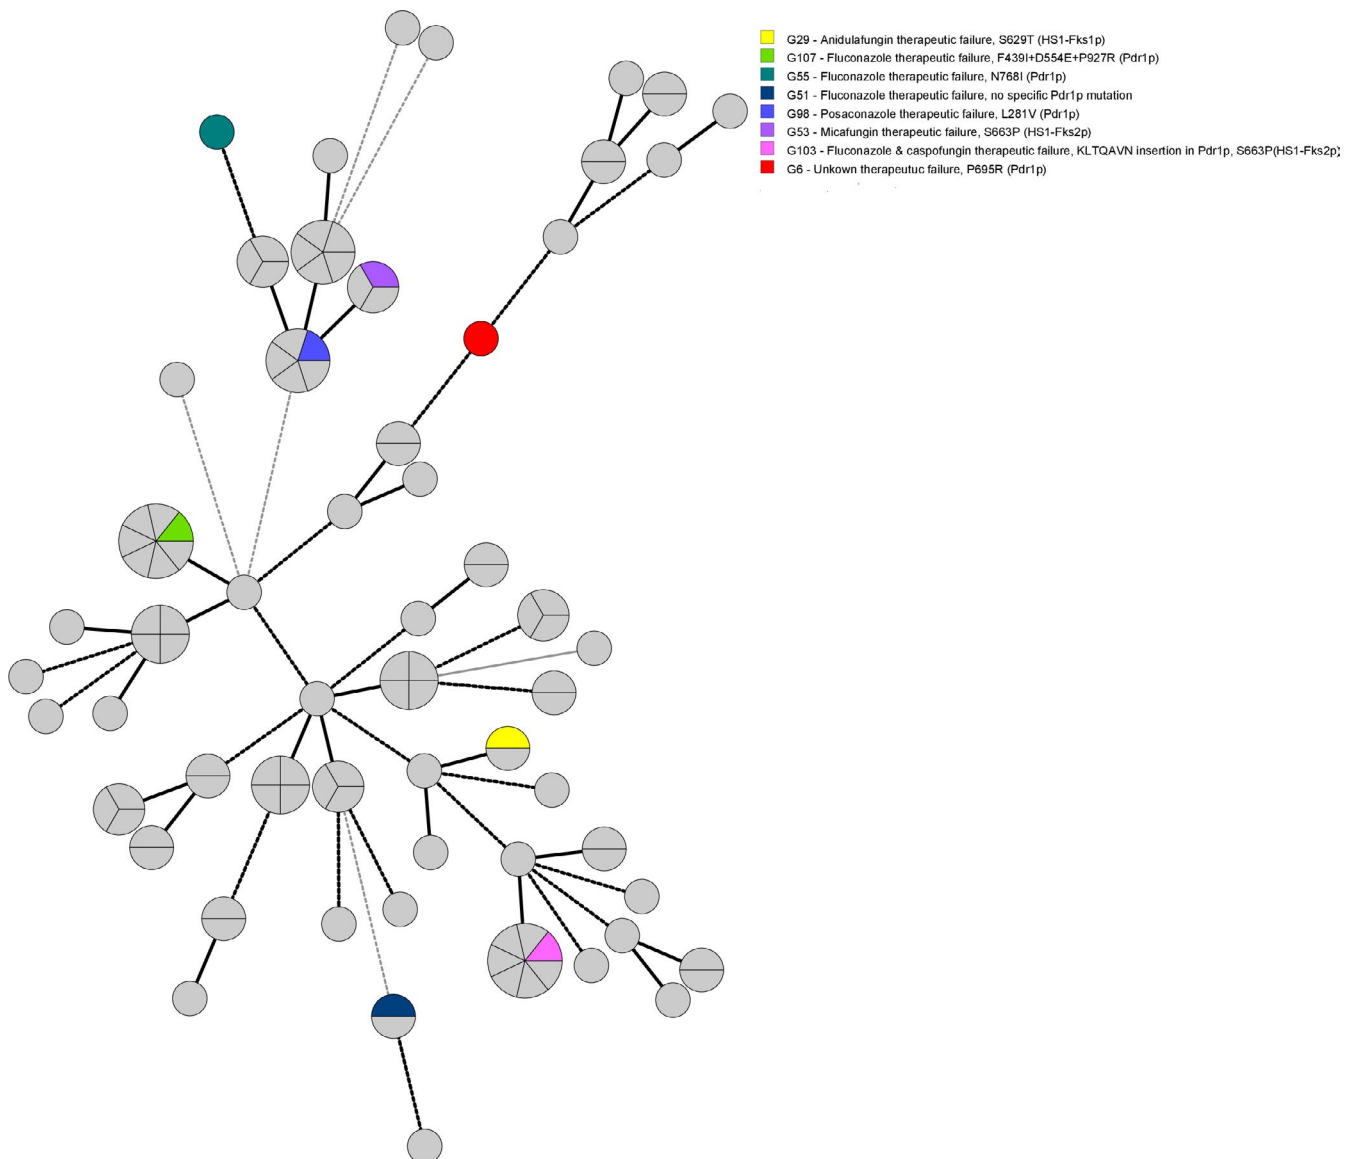 G29 - Anidulafungin therapeutic failure, S629T (HS1-Fks1p)
G107 - Fluconazole therapeutic failure, F439I+D554E+P927R (Pdr1p)
G55 - Fluconazole therapeutic failure, N768I (Pdr1p)
G51 - Fluconazole therapeutic failure, no specific Pdr1p mutation
G98 - Posaconazole therapeutic failure, L281V (Pdr1p)
G53 - Micafungin therapeutic failure, S663P (HS1-Fks2p)
G103 - Fluconazole & caspofungin therapeutic failure, KLTQAVN insertion in Pdr1p, S663P(HS1-Fks2p);
G6 - Unkown therapeutuc failure, P695R (Pdr1p)